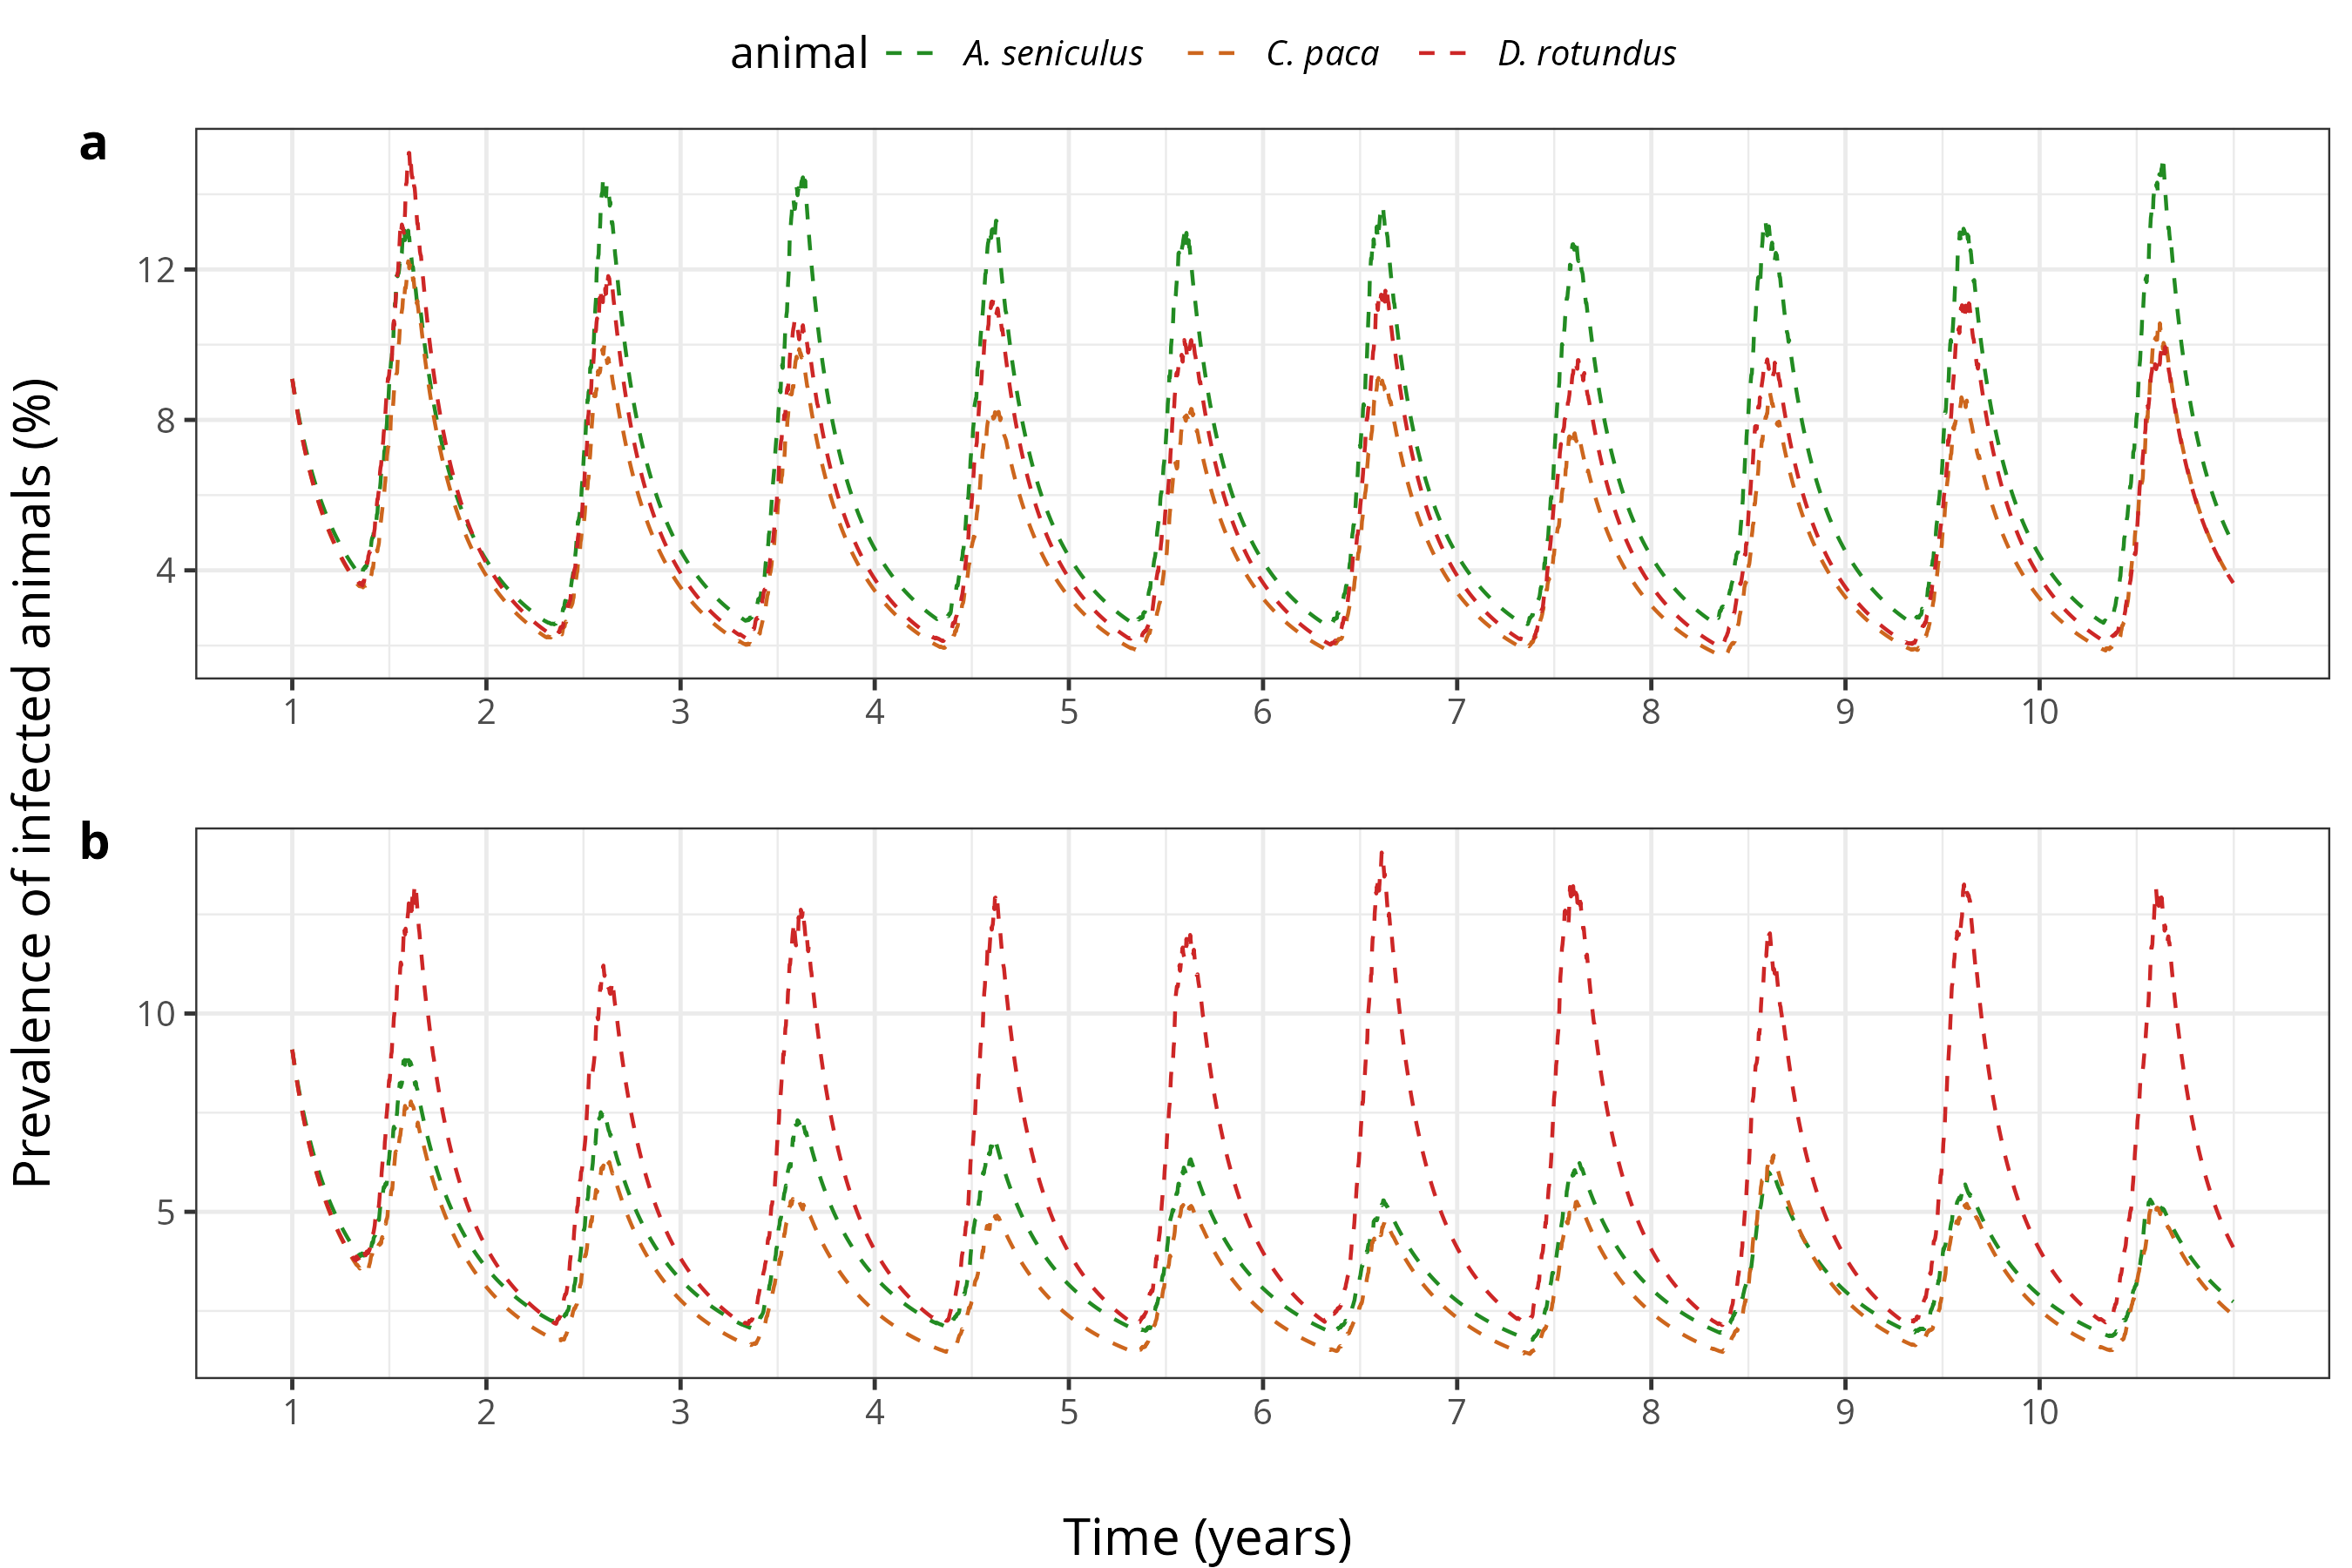 animal A. seniculus C. paca D. rotundus
a
12
8
4
1 2 3 4 5 6 7 8 9 10
Prevalence of infected animals (%)
b
10
5
1 2 3 4 5 6 7 8 9 10
Time (years)